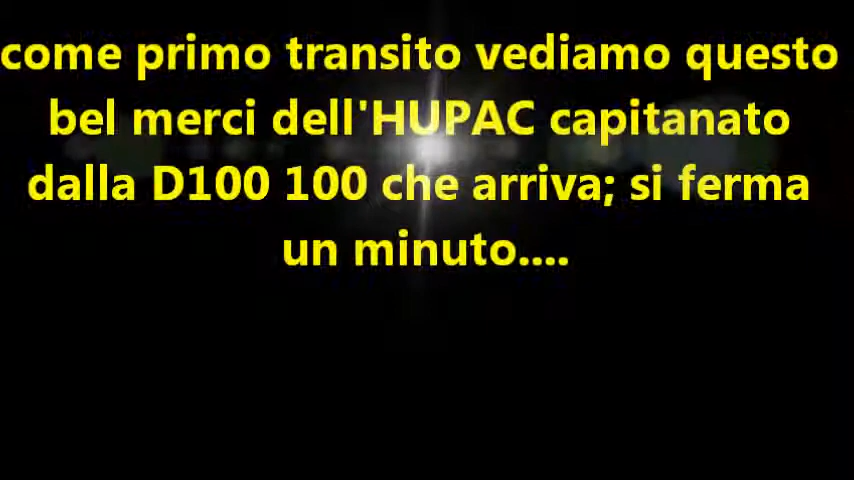 come primo transito vediamo questo
bel merci dell'HUPAC capitanato
dalla D100 100 che arriva; si ferma
un minuto....